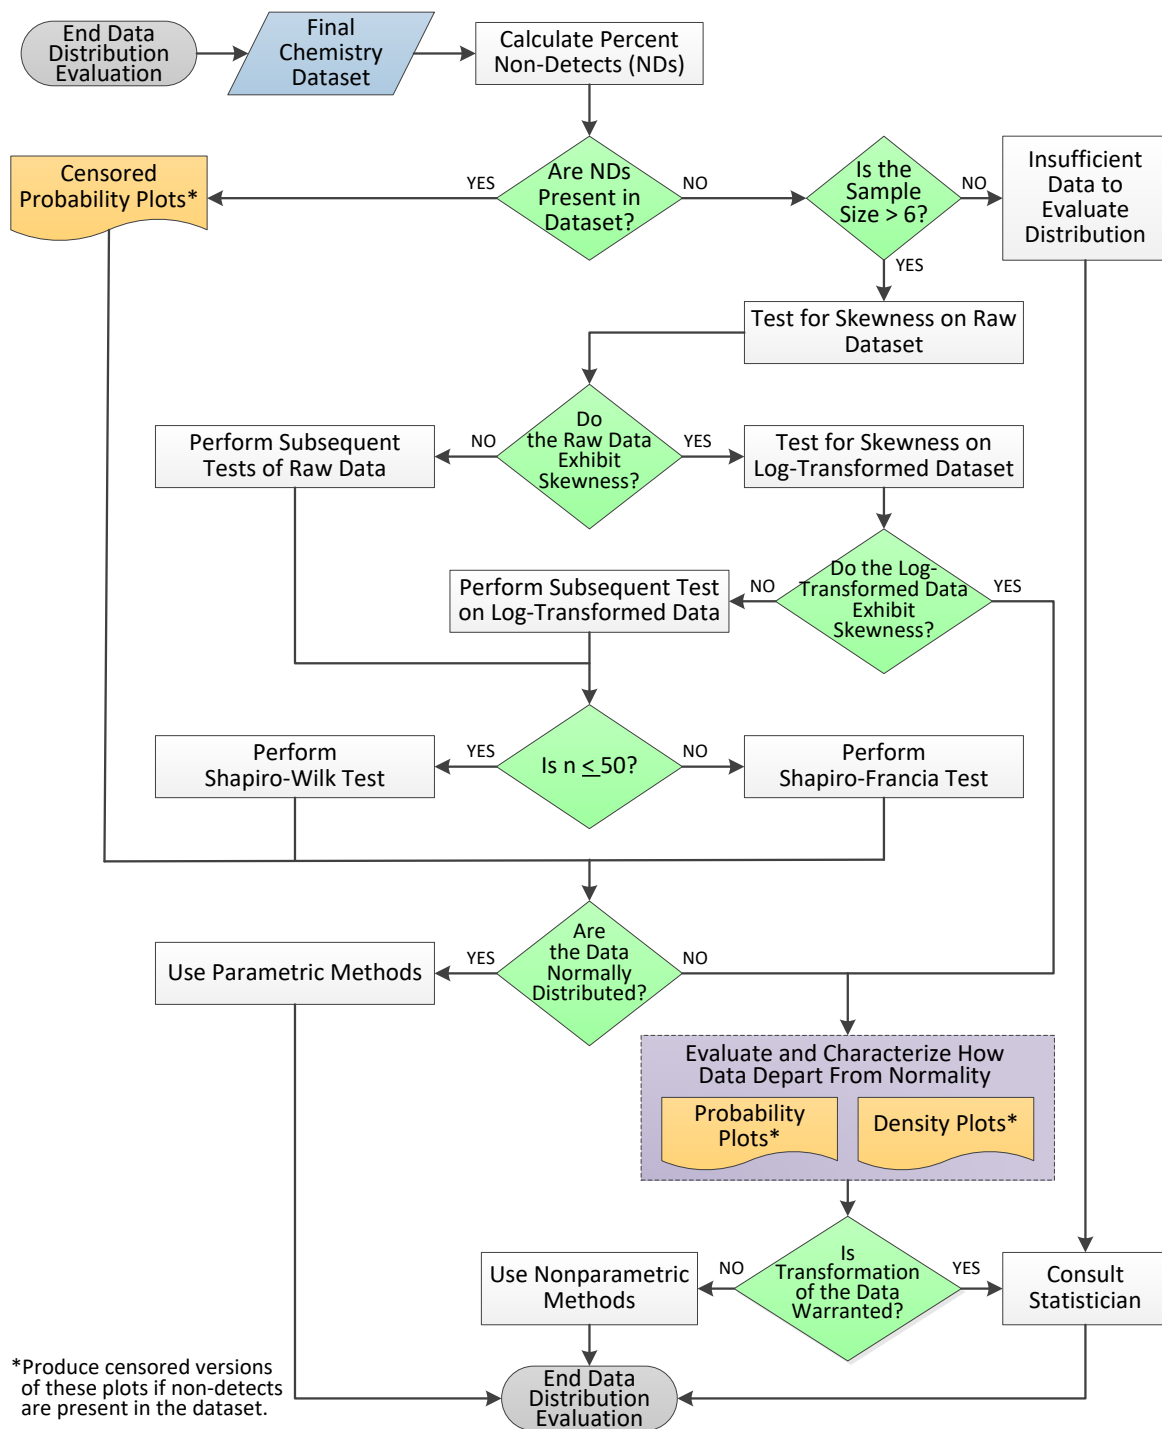 End Data
Distribution
Evaluation
Final
Chemistry
Dataset
Calculate Percent
Non-Detects (NDs)
Censored
Probability Plots*
YES
Are NDs
Present in
Dataset?
NO
Is the
Sample
Size > 6?
NO
Insufficient
Data to
Evaluate
Distribution
YES
Test for Skewness on Raw
Dataset
Perform Subsequent
Tests of Raw Data
NO
Do
the Raw Data
Exhibit
Skewness?
YES
Test for Skewness on
Log-Transformed Dataset
Perform Subsequent Test
on Log-Transformed Data
NO
Do the Log-
Transformed Data
Exhibit
Skewness?
YES
Perform
Shapiro-Wilk Test
YES
Is n ≤ 50?
NO
Perform
Shapiro-Francia Test
Use Parametric Methods
YES
Are
the Data
Normally
Distributed?
NO
Evaluate and Characterize How
Data Depart From Normality
Probability
Plots*
Density Plots*
Use Nonparametric
Methods
NO
Is
Transformation
of the Data
Warranted?
YES
Consult
Statistician
*Produce censored versions
of these plots if non-detects
are present in the dataset.
End Data
Distribution
Evaluation